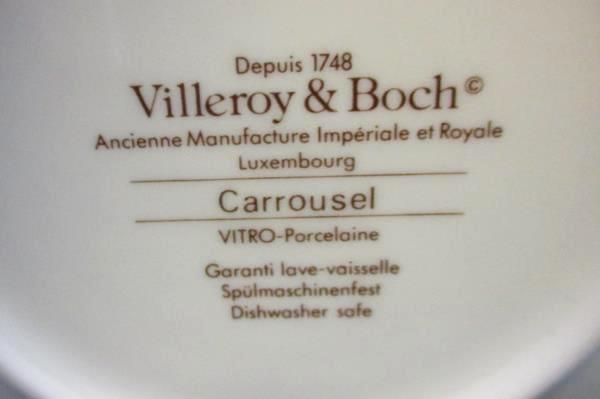 Depuis 1748
Villeroy & Boch©
Ancienne Manufacture Impériale et Royale
Luxembourg
Carrousel
VITRO-Porcelaine
Garanti lave-vaisselle
Spülmaschinenfest
Dishwasher safe